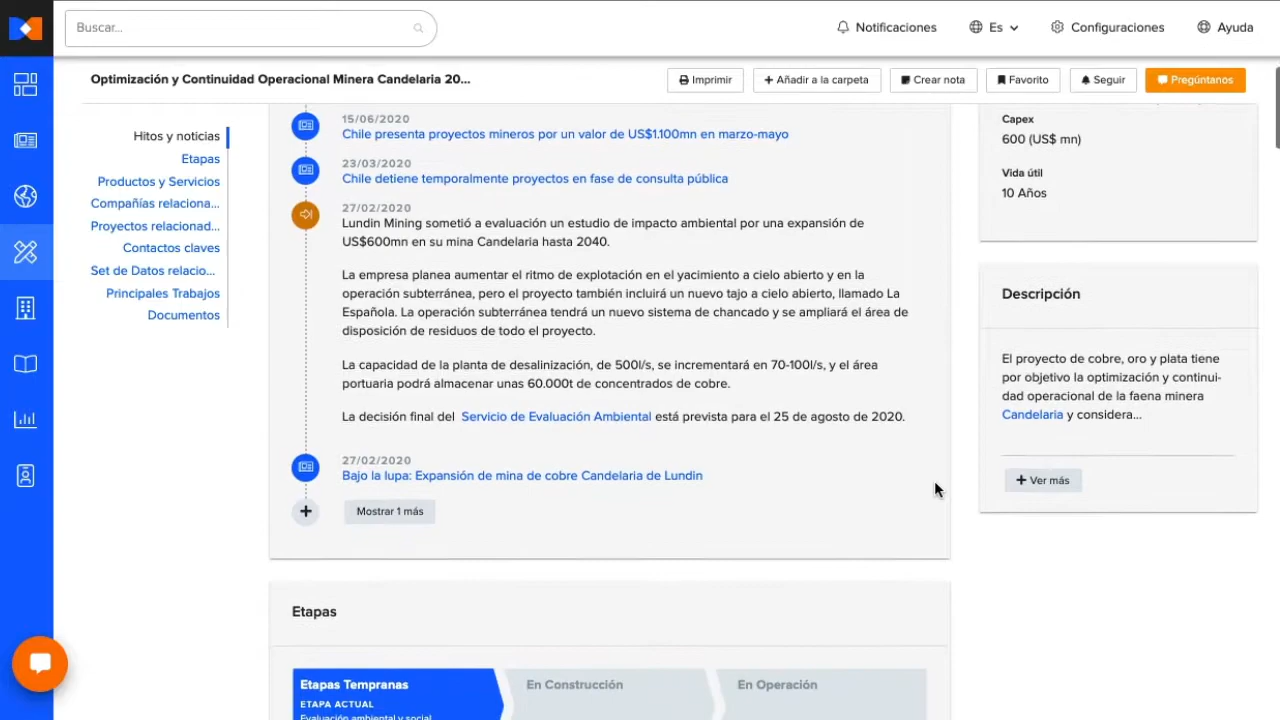 Buscar...
Notificaciones
Es
Configuraciones
Ayuda
Optimización y Continuidad Operacional Minera Candelaria 20...
Imprimir
Añadir a la carpeta
Crear nota
Favorito
Seguir
Pregúntanos
Hitos y noticias
Etapas
Productos y Servicios
Compañías relaciona...
Proyectos relacionad...
Contactos claves
Set de Datos relacio...
Principales Trabajos
Documentos
15/06/2020
Chile presenta proyectos mineros por un valor de US$1.100mn en marzo-mayo
23/03/2020
Chile detiene temporalmente proyectos en fase de consulta pública
27/02/2020
Lundin Mining sometió a evaluación un estudio de impacto ambiental por una expansión de
US$600mn en su mina Candelaria hasta 2040.
La empresa planea aumentar el ritmo de explotación en el yacimiento a cielo abierto y en la
operación subterránea, pero el proyecto también incluirá un nuevo tajo a cielo abierto, llamado La
Española. La operación subterránea tendrá un nuevo sistema de chancado y se ampliará el área de
disposición de residuos de todo el proyecto.
La capacidad de la planta de desalinización, de 500l/s, se incrementará en 70-100l/s, y el área
portuaria podrá almacenar unas 60.000t de concentrados de cobre.
La decisión final del Servicio de Evaluación Ambiental está prevista para el 25 de agosto de 2020.
27/02/2020
Bajo la lupa: Expansión de mina de cobre Candelaria de Lundin
Mostrar 1 más
Etapas
Etapas Tempranas
ETAPA ACTUAL
Evaluación ambiental y social
En Construcción
En Operación
Capex
600 (US$ mn)
Vida útil
10 Años
Descripción
El proyecto de cobre, oro y plata tiene
por objetivo la optimización y continui-
dad operacional de la faena minera
Candelaria y considera...
Ver más